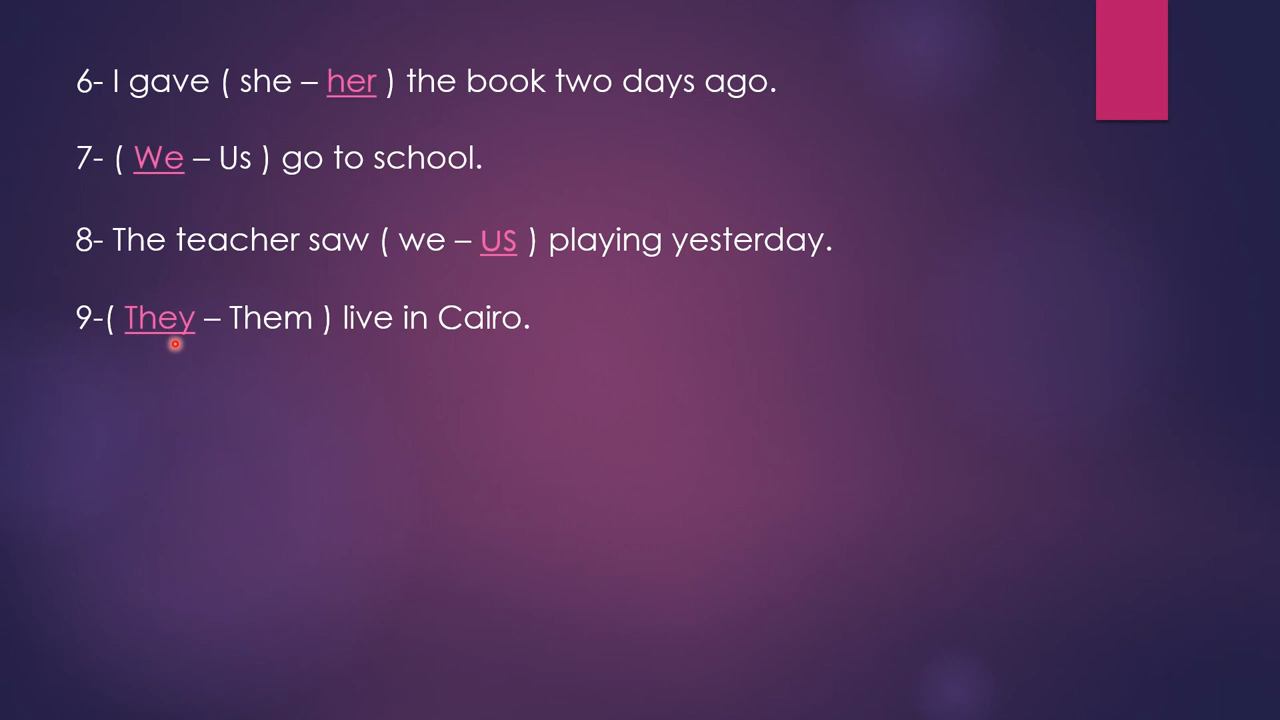 6- I gave ( she – her ) the book two days ago.
7- ( We – Us ) go to school.
8- The teacher saw ( we – us ) playing yesterday.
9-( They – Them ) live in Cairo.